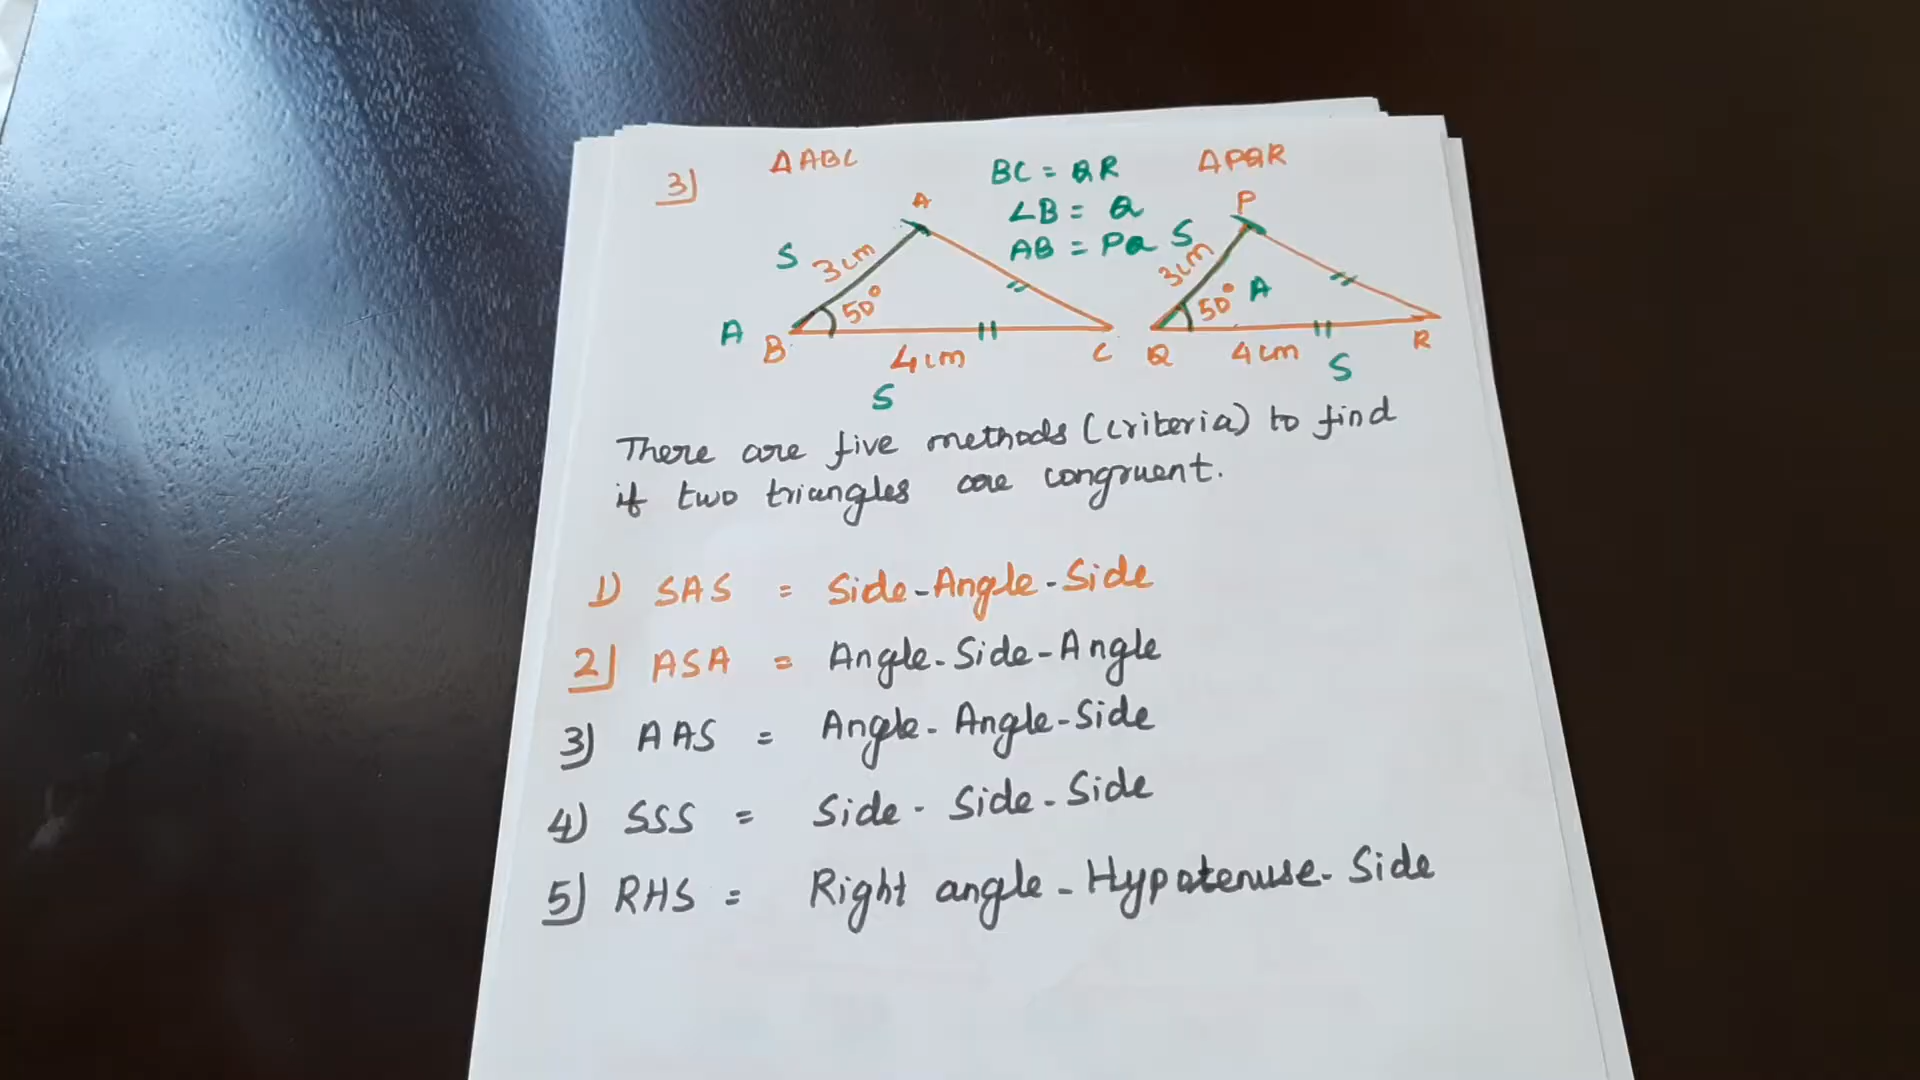 3)
ΔABC
BC = QR
ΔPQR
∠B = Q
AB = PQ
A
P
S
3cm
S
3cm
50°
50°
A
A
B
4cm
C
Q
4cm
R
S
S
There are five methods (criteria) to find
if two triangles are congruent.
1) SAS = Side-Angle-Side
2) ASA = Angle-Side-Angle
3) AAS = Angle-Angle-Side
4) SSS = Side-Side-Side
5) RHS = Right angle-Hypotenuse-Side